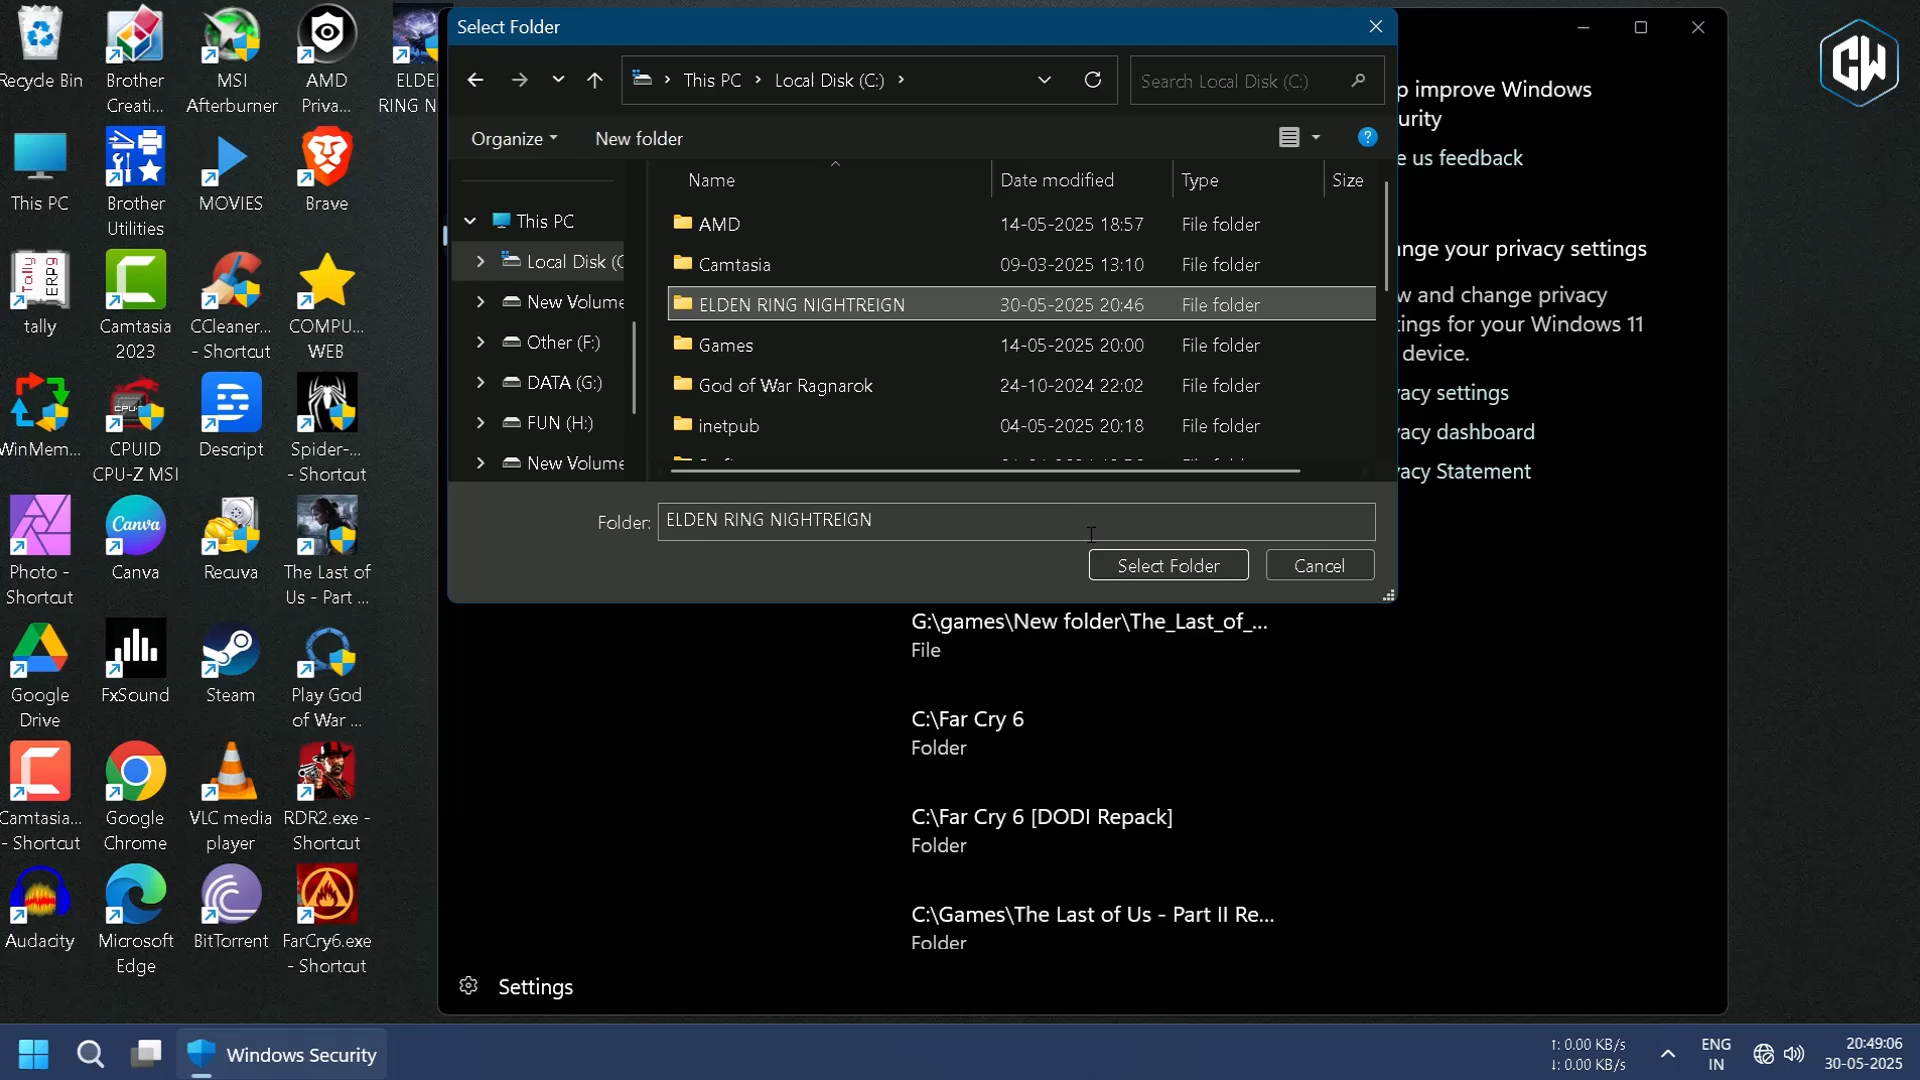 Recycle Bin
Brother
Creati...
MSI
Afterburner
AMD
Priva...
ELDE
RING N
This PC
Brother
Utilities
MOVIES
Brave
Tally
ERP9
tally
Camtasia
2023
CCleaner...
- Shortcut
COMPU...
WEB
WinMem...
CPUID
CPU-Z MSI
Descript
Spider-...
- Shortcut
Photo -
Shortcut
Canva
Canva
Recuva
The Last of
Us - Part ...
Google
Drive
FxSound
Steam
Play God
of War ...
Camtasia...
- Shortcut
Google
Chrome
VLC media
player
RDR2.exe -
Shortcut
Audacity
Microsoft
Edge
BitTorrent
FarCry6.exe
- Shortcut
Select Folder
This PC > Local Disk (C:) >
Search Local Disk (C:)
Organize
New folder
Name
Date modified
Type
Size
This PC
Local Disk (C
New Volume
Other (F:)
DATA (G:)
FUN (H:)
New Volume
AMD 14-05-2025 18:57 File folder
Camtasia 09-03-2025 13:10 File folder
ELDEN RING NIGHTREIGN 30-05-2025 20:46 File folder
Games 14-05-2025 20:00 File folder
God of War Ragnarok 24-10-2024 22:02 File folder
inetpub 04-05-2025 20:18 File folder
Folder: ELDEN RING NIGHTREIGN
Select Folder
Cancel
p improve Windows
urity
e us feedback
nge your privacy settings
w and change privacy
tings for your Windows 11
device.
acy settings
acy dashboard
acy Statement
G:\games\New folder\The_Last_of_...
File
C:\Far Cry 6
Folder
C:\Far Cry 6 [DODI Repack]
Folder
C:\Games\The Last of Us - Part II Re...
Folder
Settings
CW
Windows Security
↑: 0.00 KB/s
↓: 0.00 KB/s
ENG
IN
20:49:06
30-05-2025